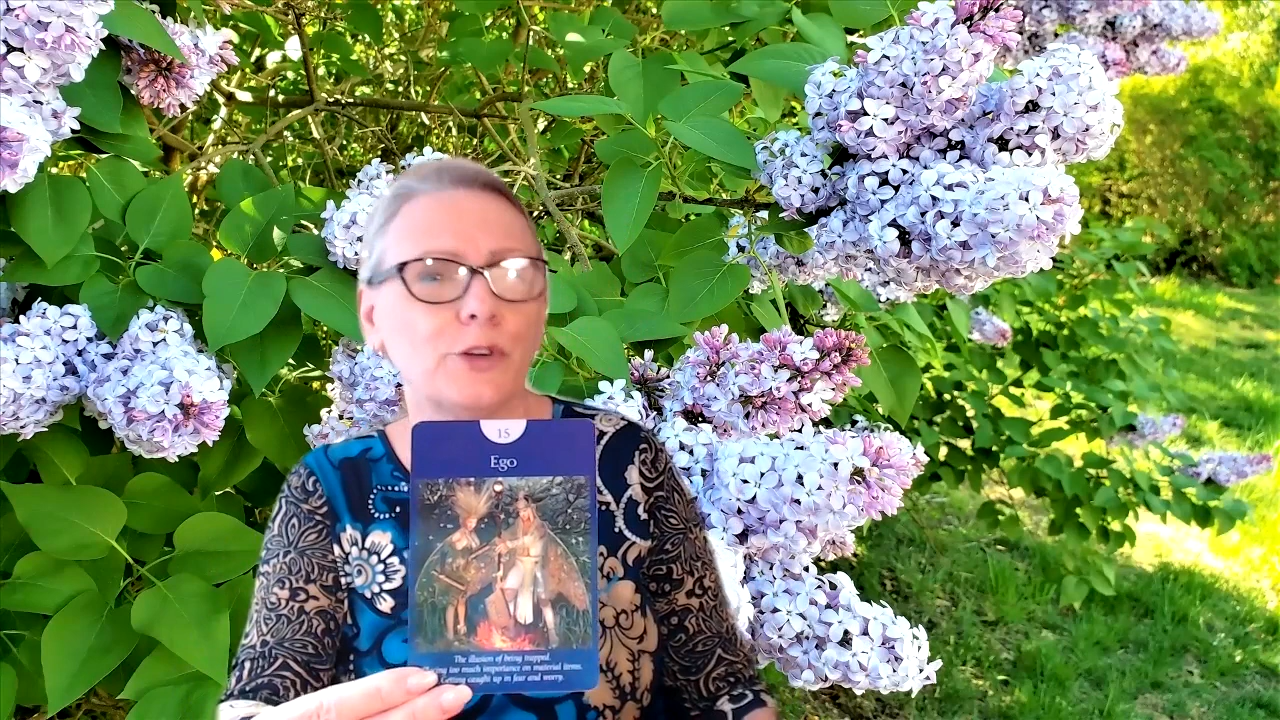 15
Ego
The illusion of being trapped.
Placing too much importance on material items.
Getting caught up in fear and worry.